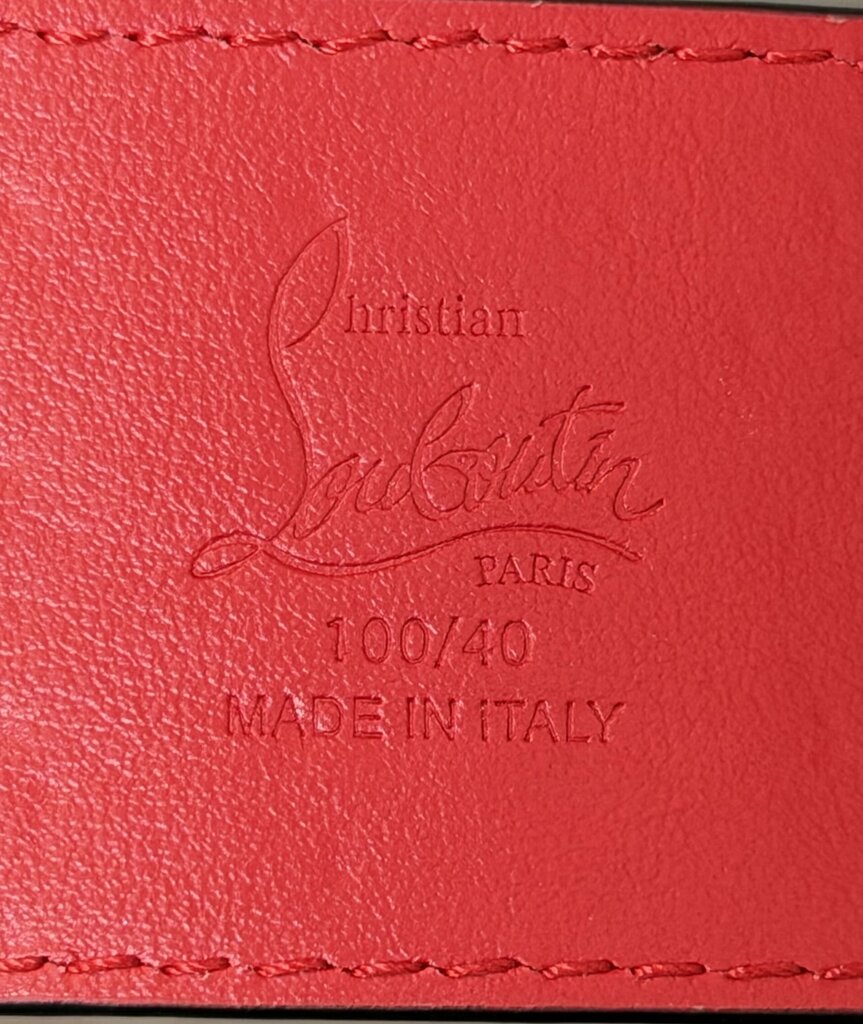 Christian
Louboutin
PARIS
100/40
MADE IN ITALY